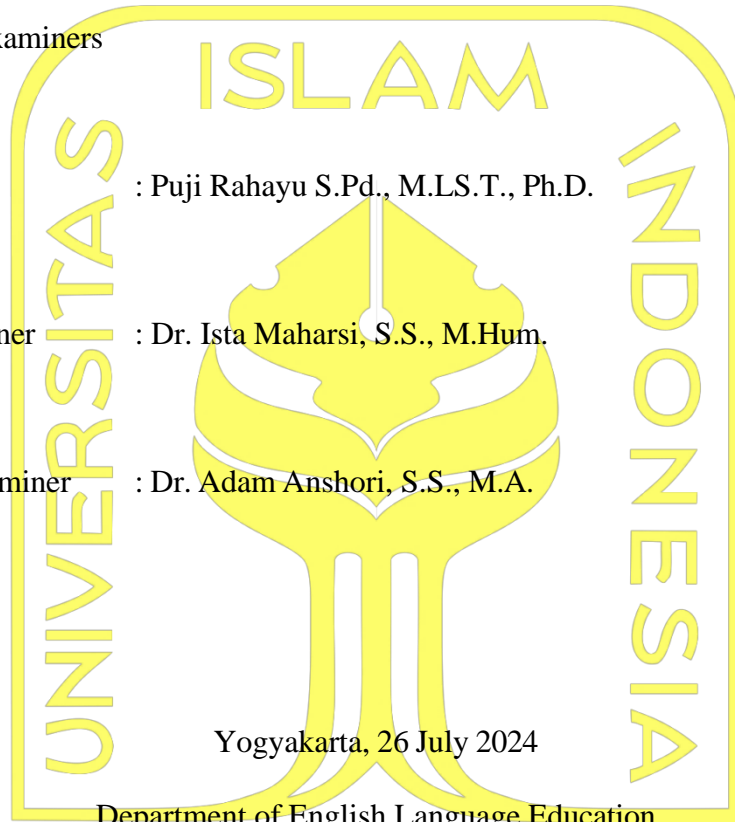 xaminers
ISLAM
UNIVERSITAS
INDONESIA
: Puji Rahayu S.Pd., M.LS.T., Ph.D.
ner : Dr. Ista Maharsi, S.S., M.Hum.
miner : Dr. Adam Anshori, S.S., M.A.
Yogyakarta, 26 July 2024
Department of English Language Education